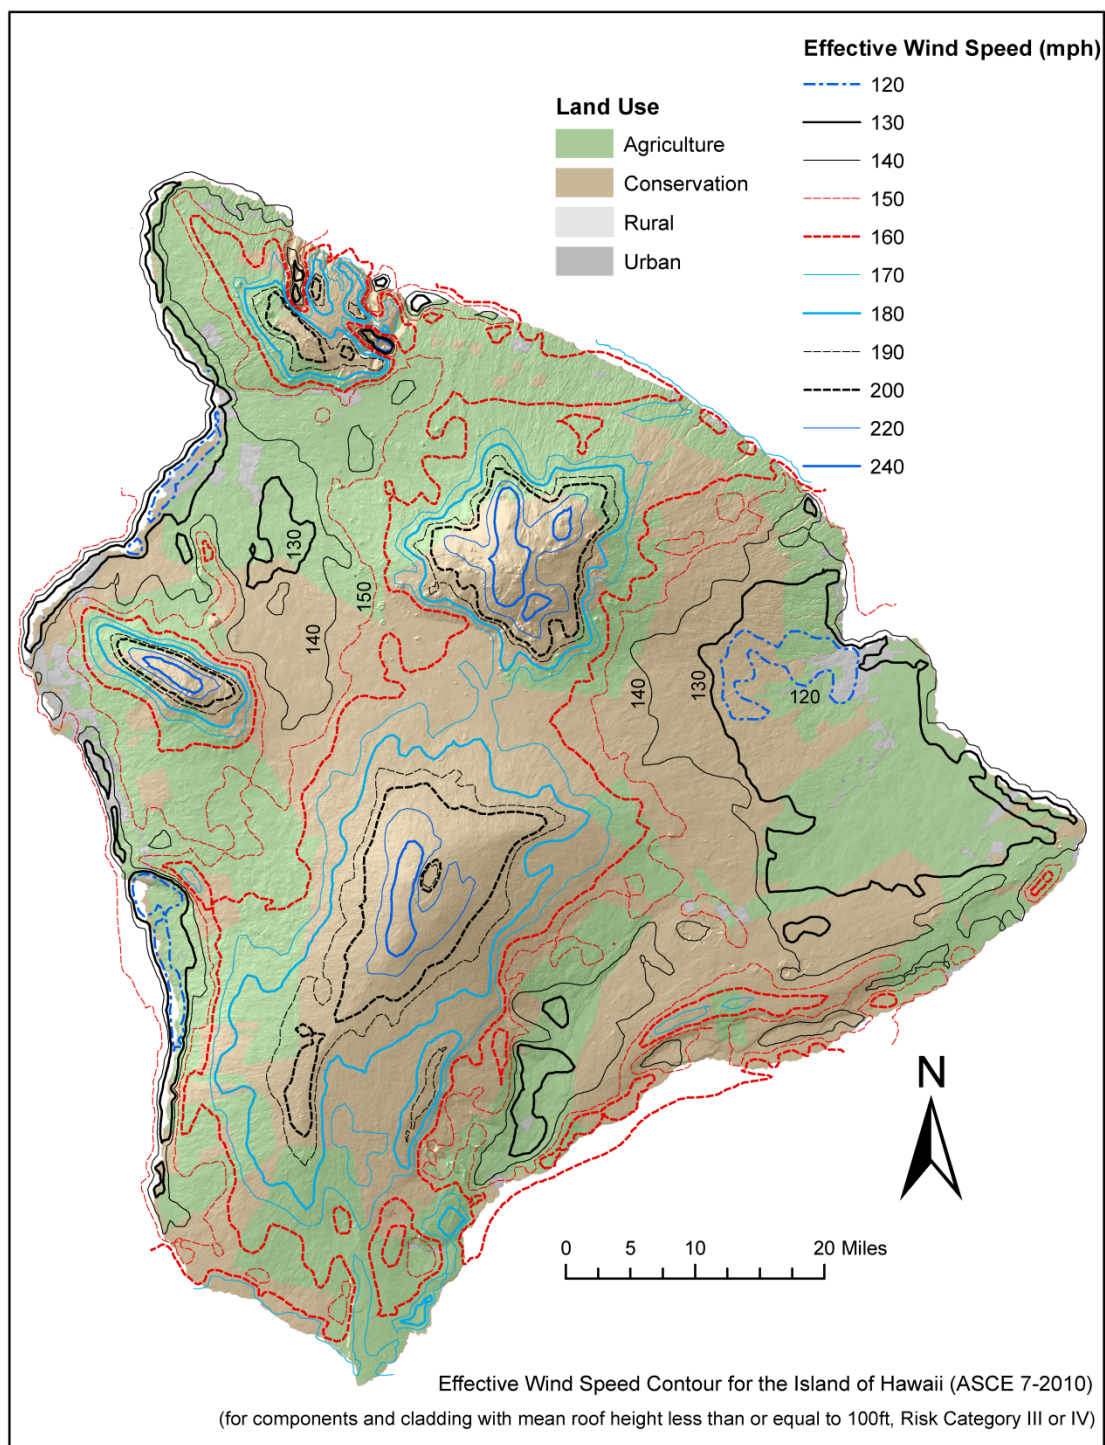 Effective Wind Speed (mph)
120
130
140
150
160
170
180
190
200
220
240
Land Use
Agriculture
Conservation
Rural
Urban
130
150
140
140
130
120
N
0 5 10 20 Miles
Effective Wind Speed Contour for the Island of Hawaii (ASCE 7-2010)
(for components and cladding with mean roof height less than or equal to 100ft, Risk Category III or IV)